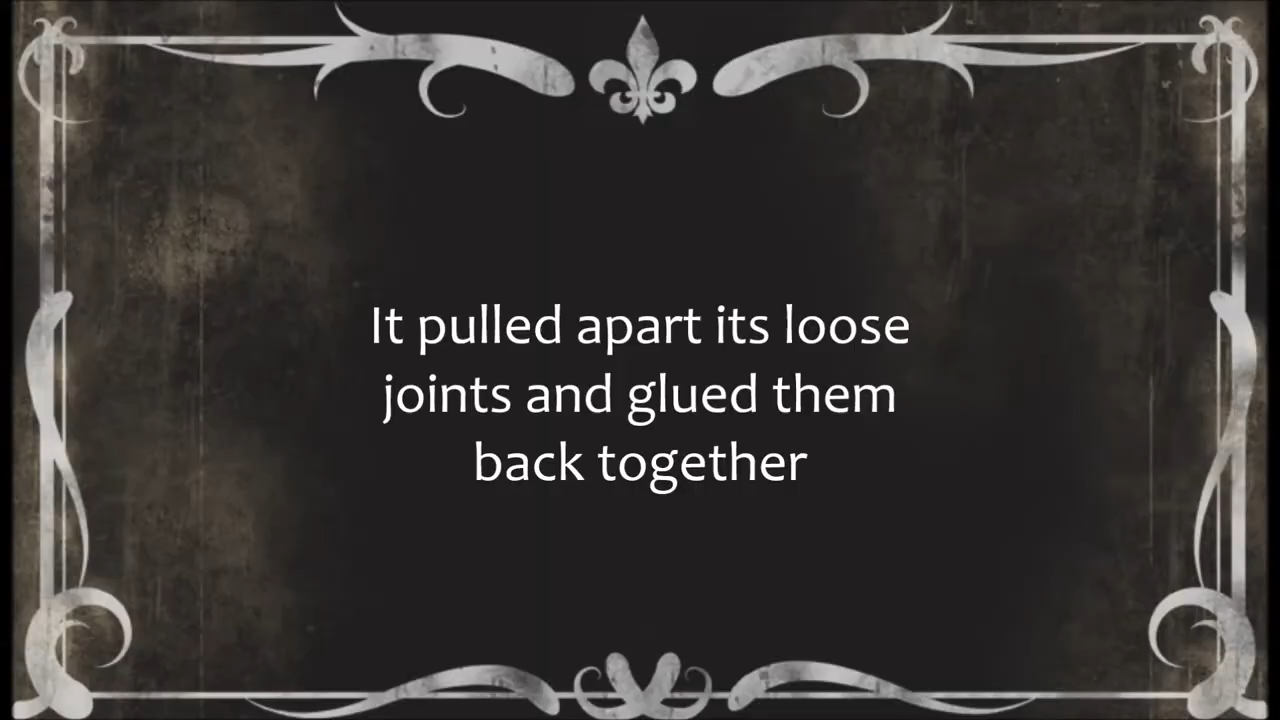 It pulled apart its loose
joints and glued them
back together